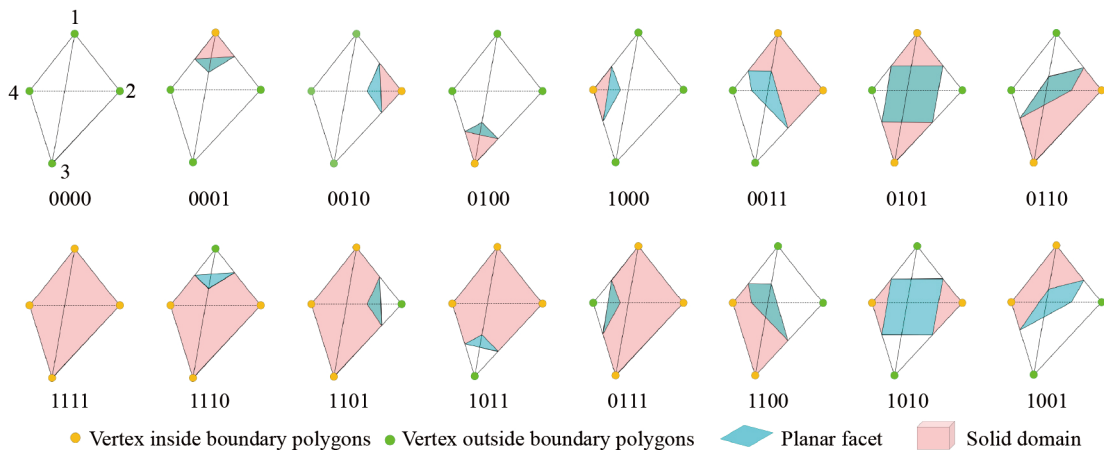 1
4
2
3
0000 0001 0010 0100 1000 0011 0101 0110
1111 1110 1101 1011 0111 1100 1010 1001
Vertex inside boundary polygons Vertex outside boundary polygons Planar facet Solid domain